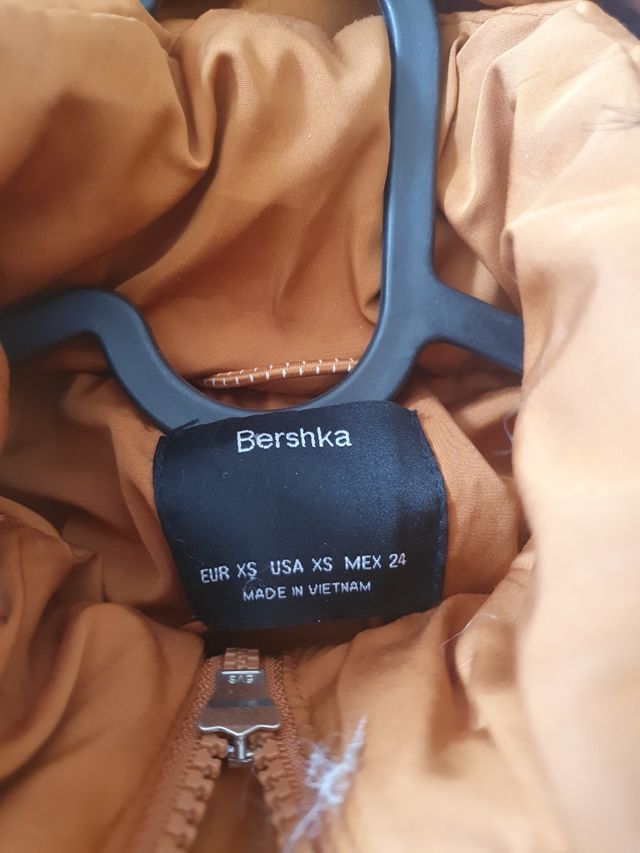 Bershka
EUR XS USA XS MEX 24
MADE IN VIETNAM